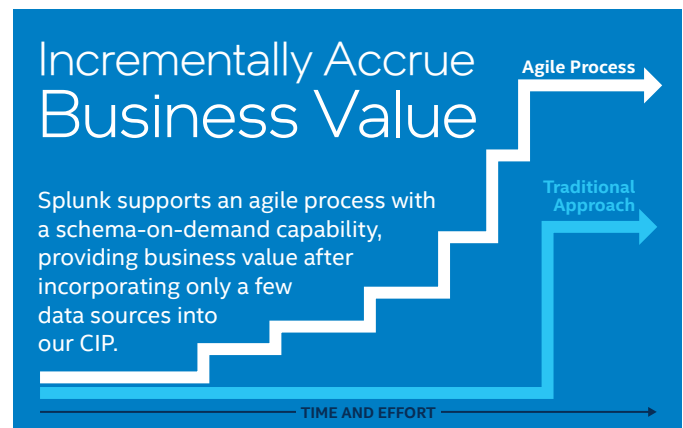 Incrementally Accrue
Business Value
Agile Process
Splunk supports an agile process with
a schema-on-demand capability,
providing business value after
incorporating only a few
data sources into
our CIP.
Traditional
Approach
TIME AND EFFORT